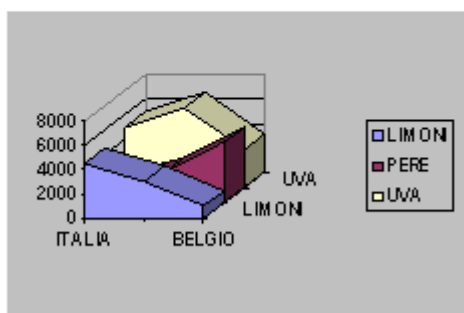 8000
6000
4000
2000
0
ITALIA
BELGIO
LIMONI
UVA
LIMONI
PERE
UVA